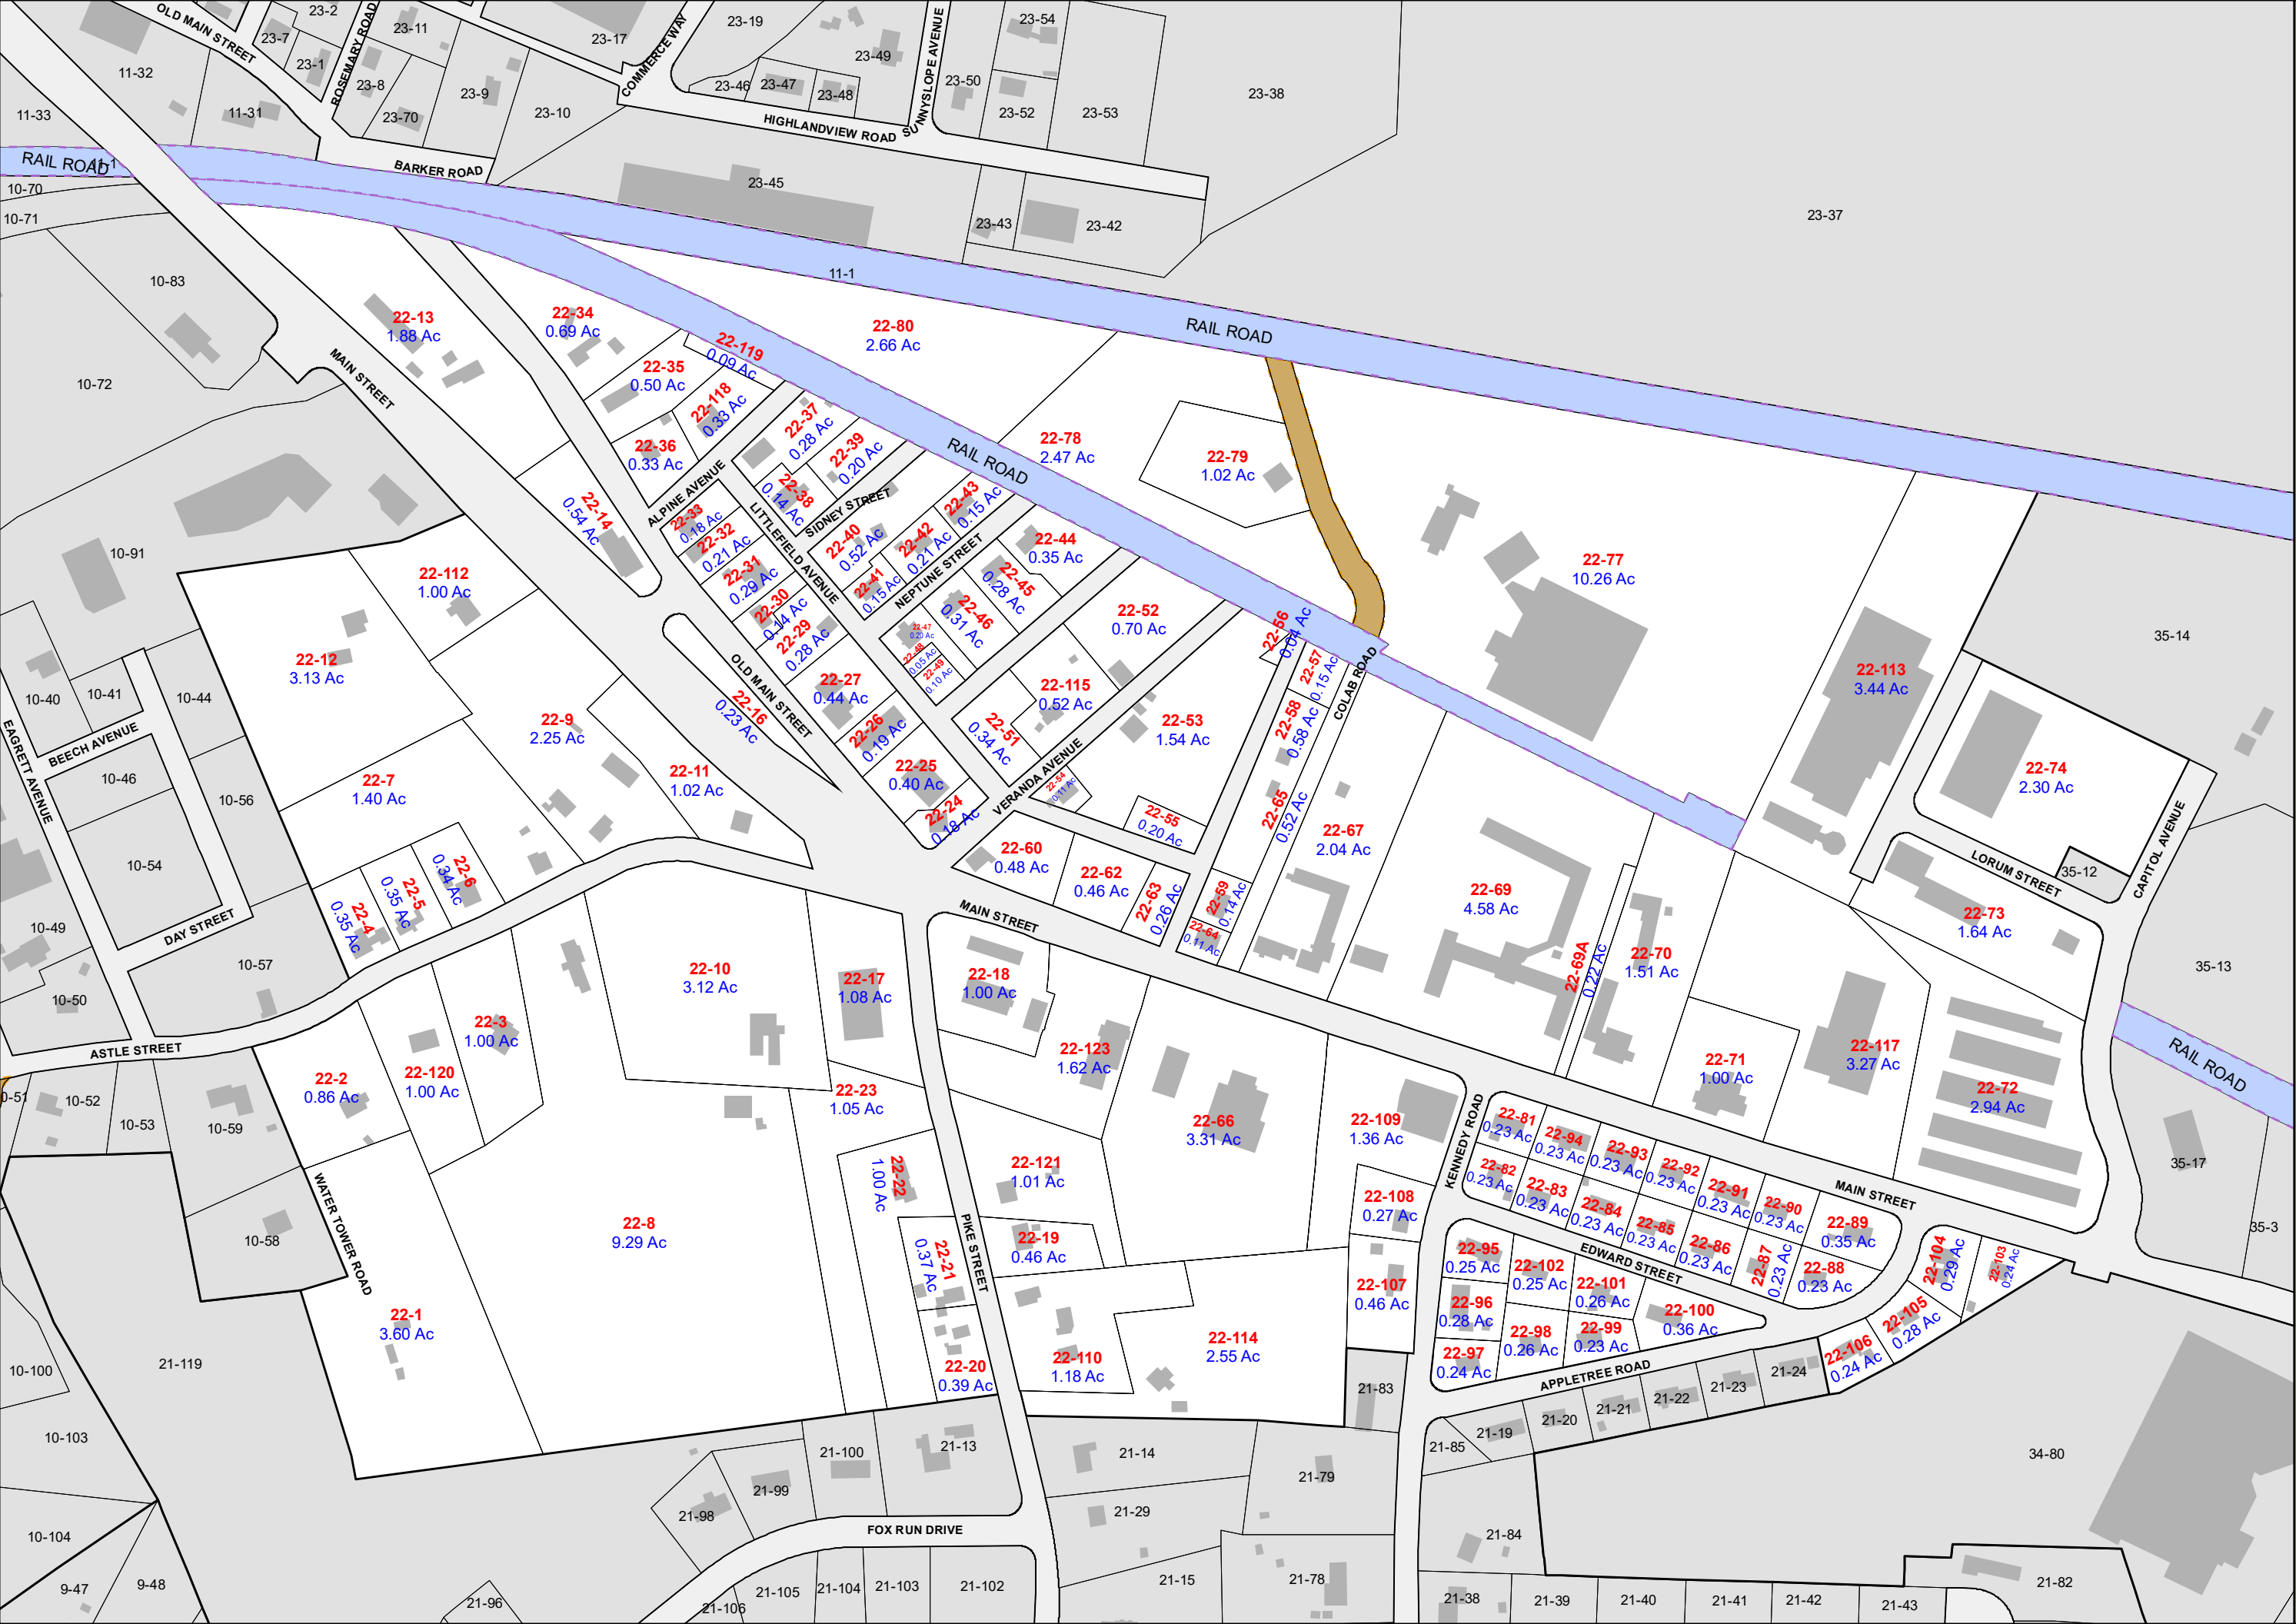 OLD MAIN STREET
23-2
23-7
23-1
ROSEMARY ROAD
23-11
23-8
23-9
23-70
23-10
23-17
COMMERCE WAY
23-19
23-46
23-47
23-48
23-49
SUNNYSLOPE AVENUE
23-50
23-54
23-52
23-53
23-38
23-37
11-32
11-33
11-31
HIGHLANDVIEW ROAD
BARKER ROAD
RAIL ROAD
11-1
10-70
10-71
10-83
10-72
23-45
23-43
23-42
11-1
RAIL ROAD
22-13
1.88 Ac
22-34
0.69 Ac
22-35
0.50 Ac
22-119
0.09 Ac
22-80
2.66 Ac
22-118
0.33 Ac
22-36
0.33 Ac
MAIN STREET
22-37
0.28 Ac
22-39
0.20 Ac
22-38
0.14 Ac
ALPINE AVENUE
SIDNEY STREET
LITTLEFIELD AVENUE
RAIL ROAD
22-78
2.47 Ac
22-79
1.02 Ac
22-14
0.54 Ac
22-33
0.18 Ac
22-32
0.21 Ac
22-31
0.29 Ac
22-30
0.14 Ac
22-29
0.28 Ac
22-40
0.52 Ac
22-42
0.21 Ac
22-43
0.15 Ac
22-41
0.15 Ac
NEPTUNE STREET
22-44
0.35 Ac
22-45
0.28 Ac
22-46
0.31 Ac
22-47
0.20 Ac
22-48
0.05 Ac
22-49
0.10 Ac
22-52
0.70 Ac
22-77
10.26 Ac
22-113
3.44 Ac
35-14
10-91
22-112
1.00 Ac
22-12
3.13 Ac
22-9
2.25 Ac
22-7
1.40 Ac
22-11
1.02 Ac
22-16
0.23 Ac
OLD MAIN STREET
22-27
0.44 Ac
22-26
0.19 Ac
22-25
0.40 Ac
22-24
0.18 Ac
22-115
0.52 Ac
22-51
0.34 Ac
VERANDA AVENUE
22-53
1.54 Ac
22-54
0.11 Ac
22-55
0.20 Ac
22-56
0.04 Ac
22-57
0.15 Ac
22-58
0.58 Ac
COLAB ROAD
22-65
0.52 Ac
22-67
2.04 Ac
22-74
2.30 Ac
35-12
CAPITOL AVENUE
LORUM STREET
22-73
1.64 Ac
35-13
10-40
10-41
10-44
BEECH AVENUE
EAGRETT AVENUE
10-46
10-56
10-54
10-49
10-50
DAY STREET
10-57
22-4
0.35 Ac
22-5
0.35 Ac
22-6
0.34 Ac
22-60
0.48 Ac
22-62
0.46 Ac
22-63
0.26 Ac
22-59
0.14 Ac
22-64
0.11 Ac
MAIN STREET
22-69
4.58 Ac
22-69A
0.22 Ac
22-70
1.51 Ac
22-71
1.00 Ac
22-117
3.27 Ac
22-72
2.94 Ac
RAIL ROAD
22-10
3.12 Ac
22-17
1.08 Ac
22-18
1.00 Ac
22-123
1.62 Ac
22-3
1.00 Ac
22-120
1.00 Ac
22-2
0.86 Ac
ASTLE STREET
10-52
10-53
10-59
10-58
WATER TOWER ROAD
22-23
1.05 Ac
22-22
1.00 Ac
22-21
0.37 Ac
22-20
0.39 Ac
PIKE STREET
22-121
1.01 Ac
22-19
0.46 Ac
22-110
1.18 Ac
22-114
2.55 Ac
22-66
3.31 Ac
22-109
1.36 Ac
22-108
0.27 Ac
22-107
0.46 Ac
KENNEDY ROAD
22-81
0.23 Ac
22-94
0.23 Ac
22-93
0.23 Ac
22-92
0.23 Ac
22-91
0.23 Ac
22-90
0.23 Ac
22-89
0.35 Ac
22-82
0.23 Ac
22-83
0.23 Ac
22-84
0.23 Ac
22-85
0.23 Ac
22-86
0.23 Ac
22-87
0.23 Ac
22-88
0.23 Ac
MAIN STREET
EDWARD STREET
22-95
0.25 Ac
22-102
0.25 Ac
22-101
0.26 Ac
22-100
0.36 Ac
22-96
0.28 Ac
22-98
0.26 Ac
22-99
0.23 Ac
22-97
0.24 Ac
APPLETREE ROAD
22-104
0.29 Ac
22-103
0.24 Ac
22-105
0.28 Ac
22-106
0.24 Ac
35-17
35-3
22-8
9.29 Ac
22-1
3.60 Ac
21-119
10-100
10-103
10-104
9-47
9-48
21-83
21-85
21-19
21-20
21-21
21-22
21-23
21-24
34-80
21-100
21-13
21-99
21-98
21-14
21-79
21-29
FOX RUN DRIVE
21-84
21-96
21-106
21-105
21-104
21-103
21-102
21-15
21-78
21-38
21-39
21-40
21-41
21-42
21-43
21-82